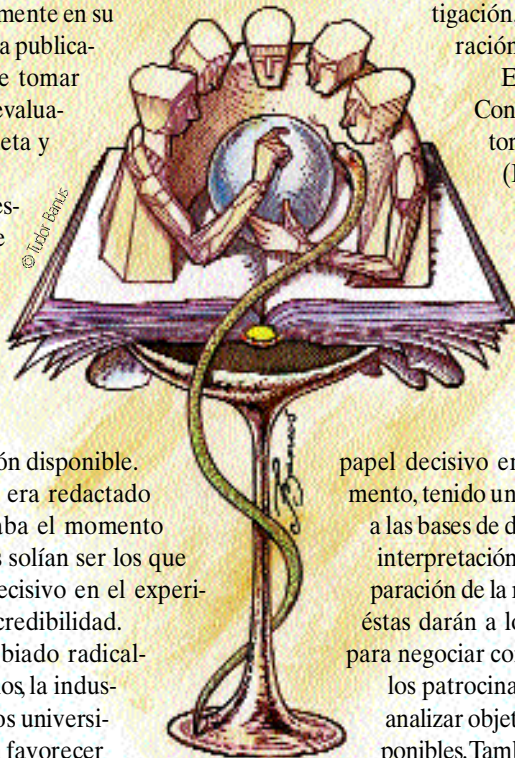 mente en su
a publica-
e tomar
evalua-
eta y
es-
e
© Tudor Banus
ón disponible.
era redactado
aba el momento
s solían ser los que
ecisivo en el experi-
credibilidad.
biado radical-
ios, la indus-
os universi-
favorecer
tigación.
ración
E
Con
tor
(I
papel decisivo en
mento, tenido un
a las bases de d
interpretación
paración de la r
éstas darán a lo
para negociar co
los patrocina
analizar objet
ponibles. Tamb